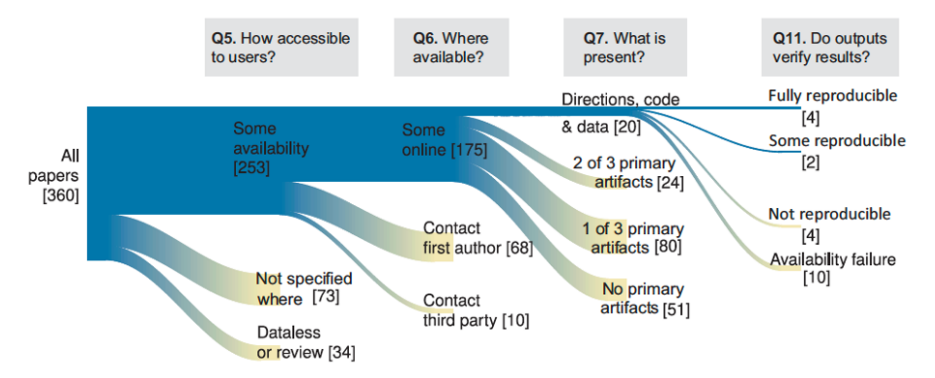 Q5. How accessible
to users?
Q6. Where
available?
Q7. What is
present?
Q11. Do outputs
verify results?
All
papers
[360]
Some
availability
[253]
Not specified
where [73]
Dataless
or review [34]
Some
online [175]
Contact
first author [68]
Contact
third party [10]
Directions, code
& data [20]
2 of 3 primary
artifacts [24]
1 of 3 primary
artifacts [80]
No primary
artifacts [51]
Fully reproducible
[4]
Some reproducible
[2]
Not reproducible
[4]
Availability failure
[10]